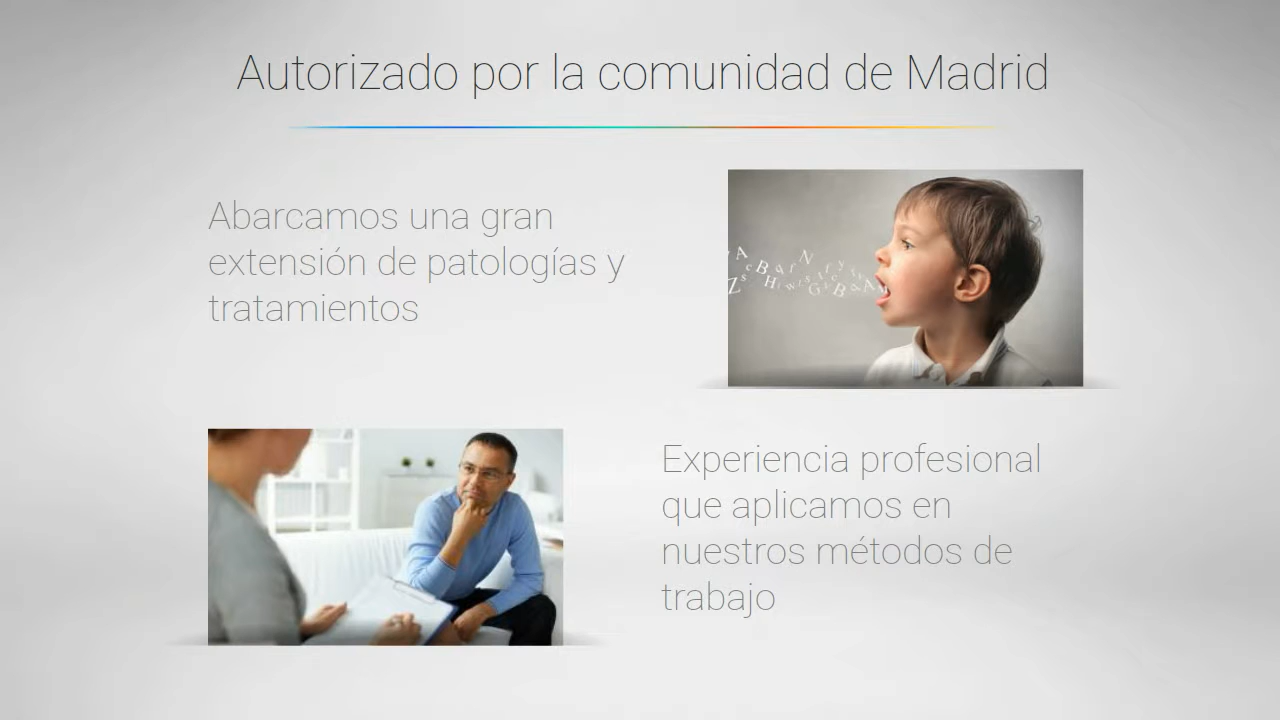 Autorizado por la comunidad de Madrid
Abarcamos una gran
extensión de patologías y
tratamientos
Experiencia profesional
que aplicamos en
nuestros métodos de
trabajo